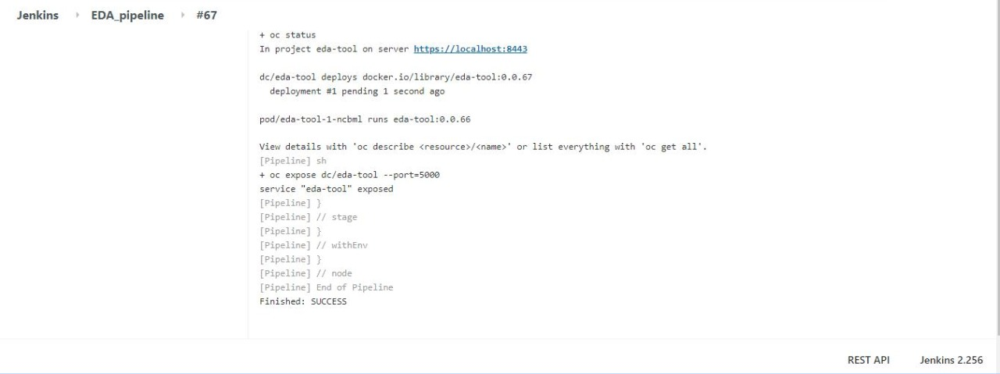 Jenkins EDA_pipeline #67
+ oc status
In project eda-tool on server https://localhost:8443
dc/eda-tool deploys docker.io/library/eda-tool:0.0.67
deployment #1 pending 1 second ago
pod/eda-tool-1-ncbml runs eda-tool:0.0.66
View details with 'oc describe <resource>/<name>' or list everything with 'oc get all'.
[Pipeline] sh
+ oc expose dc/eda-tool --port=5000
service "eda-tool" exposed
[Pipeline] }
[Pipeline] // stage
[Pipeline] }
[Pipeline] // withEnv
[Pipeline] }
[Pipeline] // node
[Pipeline] End of Pipeline
Finished: SUCCESS
REST API Jenkins 2.256